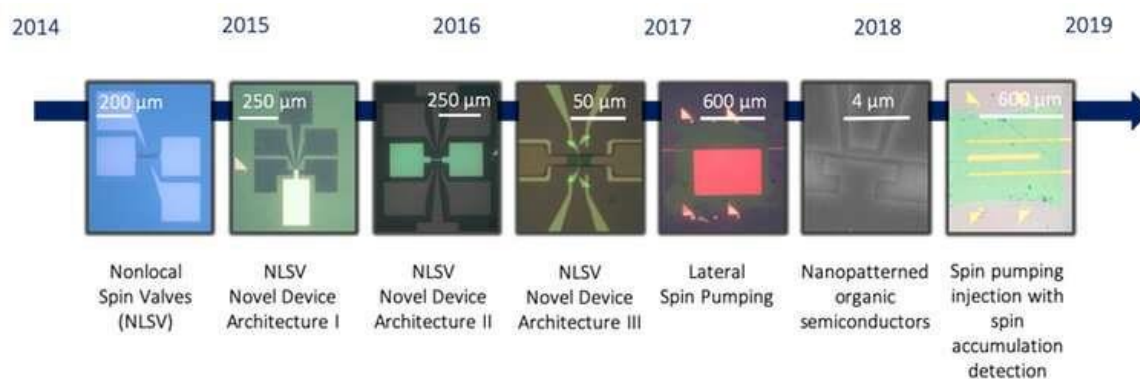 2014 2015 2016 2017 2018 2019
200 μm 250 μm 250 μm 50 μm 600 μm 4 μm 600 μm
Nonlocal
Spin Valves
(NLSV)
NLSV
Novel Device
Architecture I
NLSV
Novel Device
Architecture II
NLSV
Novel Device
Architecture III
Lateral
Spin Pumping
Nanopatterned
organic
semiconductors
Spin pumping
injection with
spin
accumulation
detection